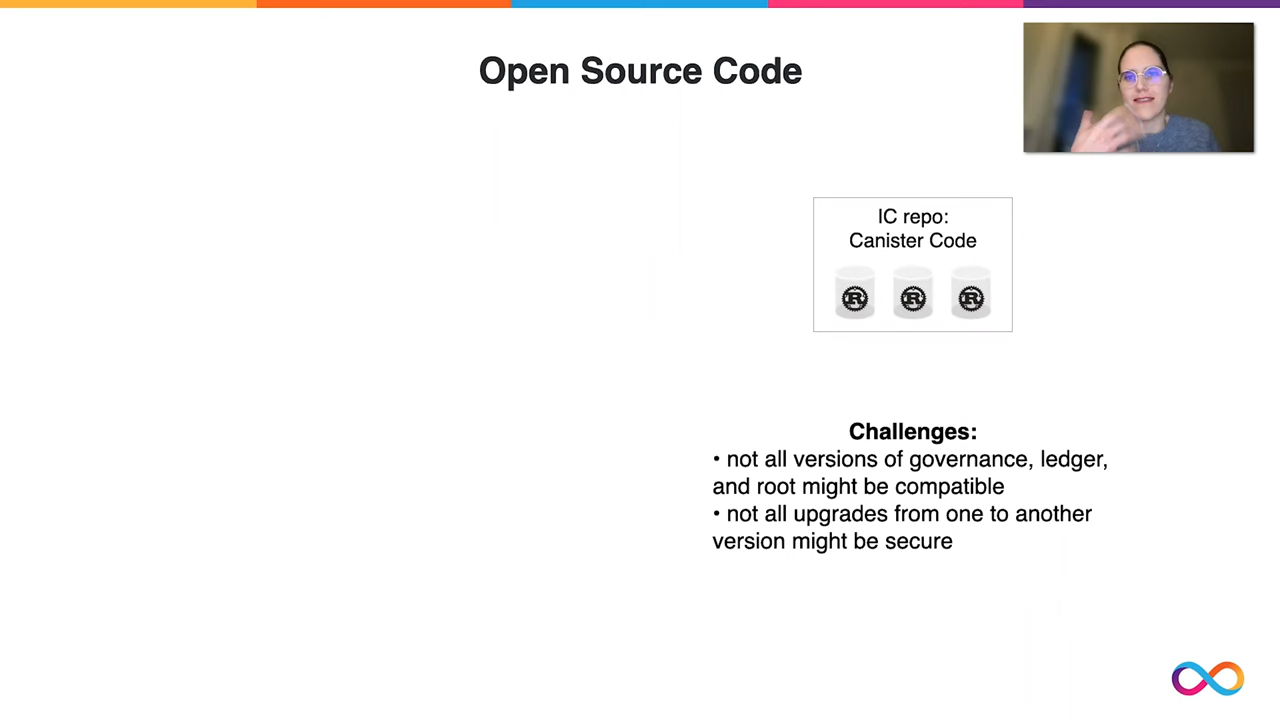 Open Source Code
IC repo:
Canister Code
R R R
Challenges:
• not all versions of governance, ledger,
and root might be compatible
• not all upgrades from one to another
version might be secure